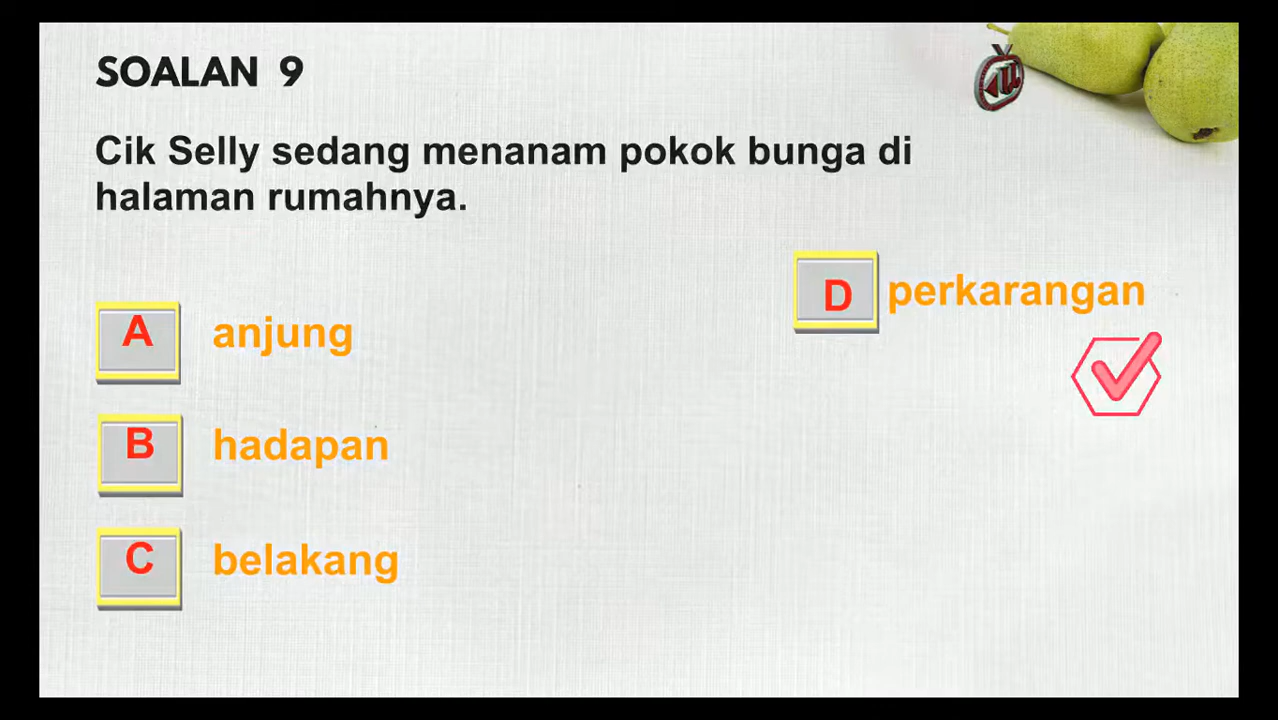 SOALAN 9
Cik Selly sedang menanam pokok bunga di
halaman rumahnya.
A anjung
B hadapan
C belakang
D perkarangan